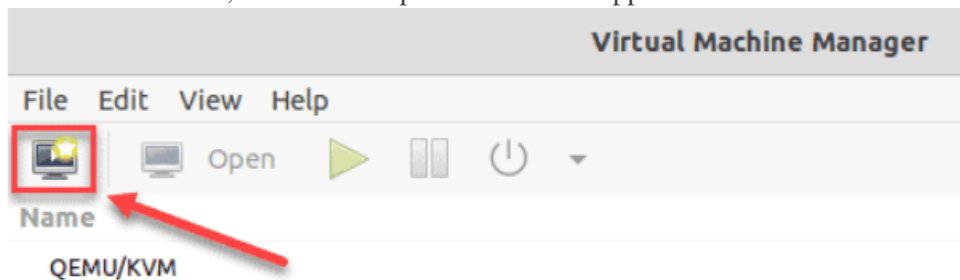 Virtual Machine Manager
File Edit View Help
Open
Name
QEMU/KVM